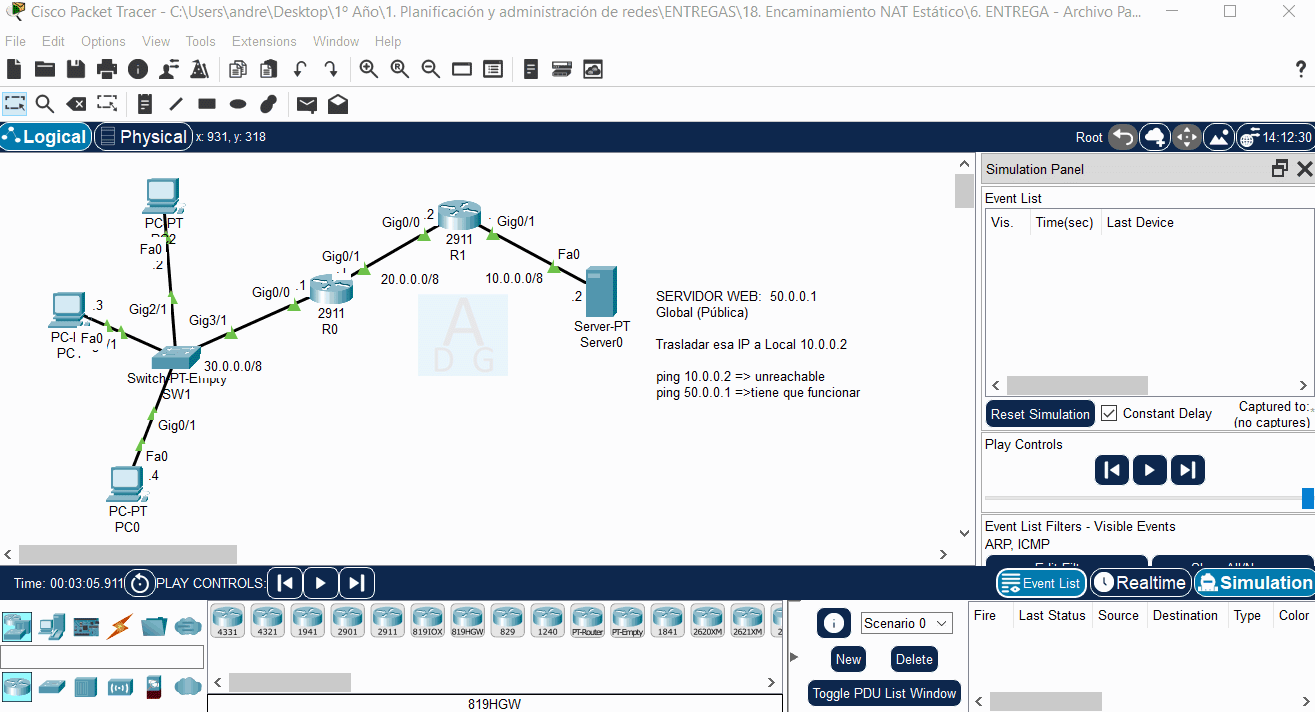 Cisco Packet Tracer - C:\Users\andre\Desktop\1º Año\1. Planificación y administración de redes\ENTREGAS\18. Encaminamiento NAT Estático\6. ENTREGA - Archivo Pa...
File Edit Options View Tools Extensions Window Help
?
Logical Physical x: 931, y: 318
Root 14:12:30
PC-PT
Fa0
.2
Gig2/1
.3
Fa0
/1
Gig3/1
30.0.0.0/8
Switch-PT-Empty
SW1
Gig0/1
Fa0
.4
PC-PT
PC0
Gig0/0 .1
Gig0/1
2911
R0
20.0.0.0/8
Gig0/0 .2
Gig0/1
2911
R1
10.0.0.0/8
Fa0
.2
Server-PT
Server0
A
D G
SERVIDOR WEB: 50.0.0.1
Global (Pública)
Trasladar esa IP a Local 10.0.0.2
ping 10.0.0.2 => unreachable
ping 50.0.0.1 =>tiene que funcionar
Simulation Panel
Event List
Vis. Time(sec) Last Device
Reset Simulation Constant Delay
Captured to:
(no captures)
Play Controls
Event List Filters - Visible Events
ARP, ICMP
Time: 00:03:05.911 PLAY CONTROLS:
Event List Realtime Simulation
4331 4321 1941 2901 2911 819IOX 819HGW 829 1240 PT-Router PT-Empty 1841 2620XM 2621XM
819HGW
Scenario 0
New Delete
Toggle PDU List Window
Fire Last Status Source Destination Type Color